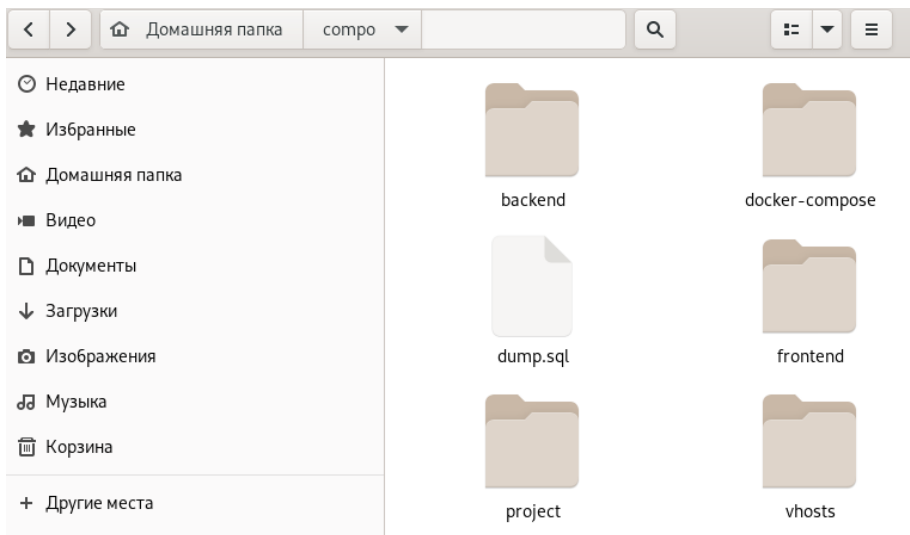 Домашняя папка
compo
Недавние
Избранные
Домашняя папка
Видео
Документы
Загрузки
Изображения
Музыка
Корзина
Другие места
backend
docker-compose
dump.sql
frontend
project
vhosts